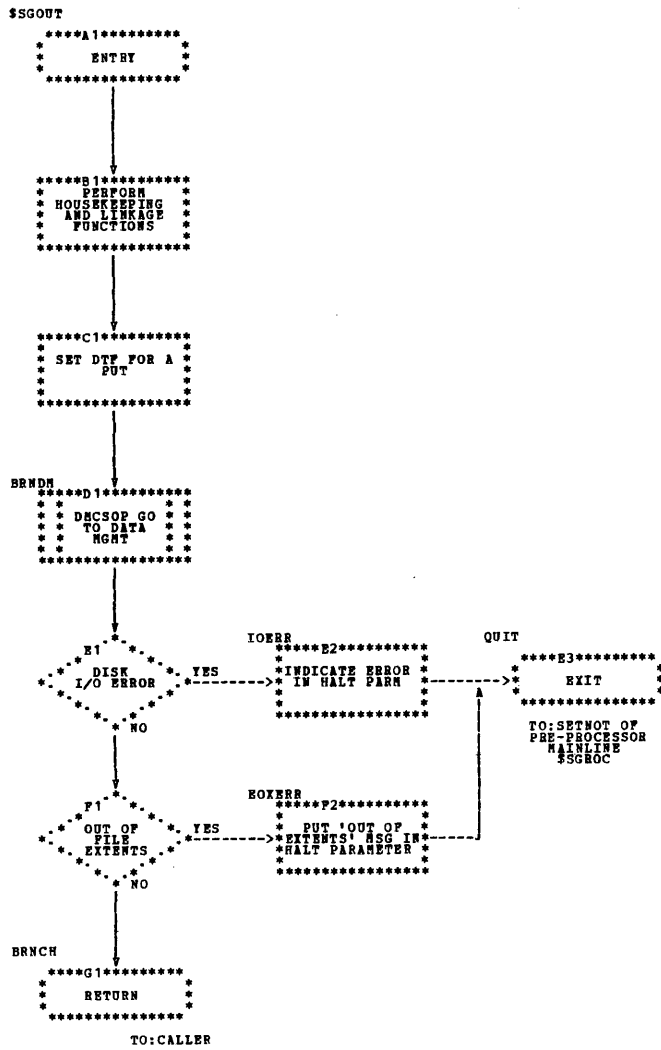 $SGOUT
A1
ENTRY
B1
PERFORM
HOUSEKEEPING
AND LINKAGE
FUNCTIONS
C1
SET DTF FOR A
PUT
BRNDM
D1
DMCSOP GO
TO DATA
MGMT
E1
DISK
I/O ERROR
YES
NO
IOERR
E2
INDICATE ERROR
IN HALT PARM
QUIT
E3
EXIT
TO:SETNOT OF
PRE-PROCESSOR
MAINLINE
$SGROC
F1
OUT OF
FILE
EXTENTS
YES
NO
EOXERR
F2
PUT 'OUT OF
EXTENTS' MSG IN
HALT PARAMETER
BRNCH
G1
RETURN
TO:CALLER